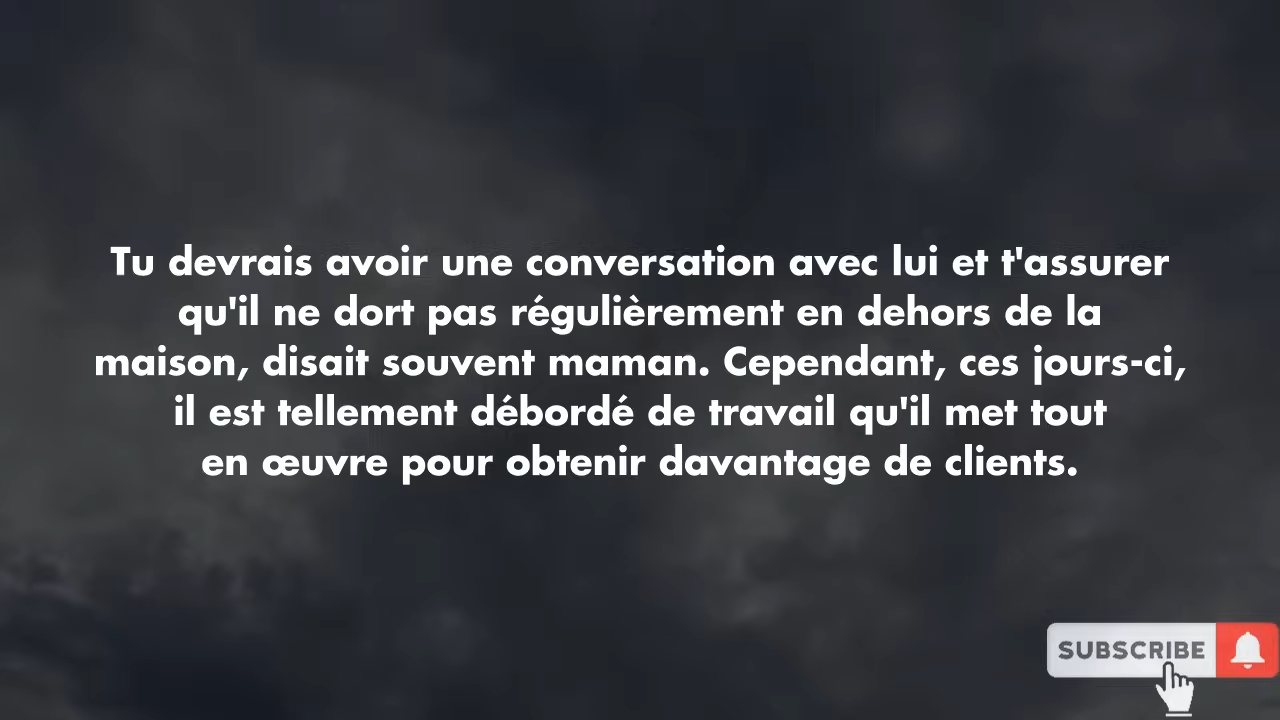 Tu devrais avoir une conversation avec lui et t'assurer
qu'il ne dort pas régulièrement en dehors de la
maison, disait souvent maman. Cependant, ces jours-ci,
il est tellement débordé de travail qu'il met tout
en œuvre pour obtenir davantage de clients.
SUBSCRIBE